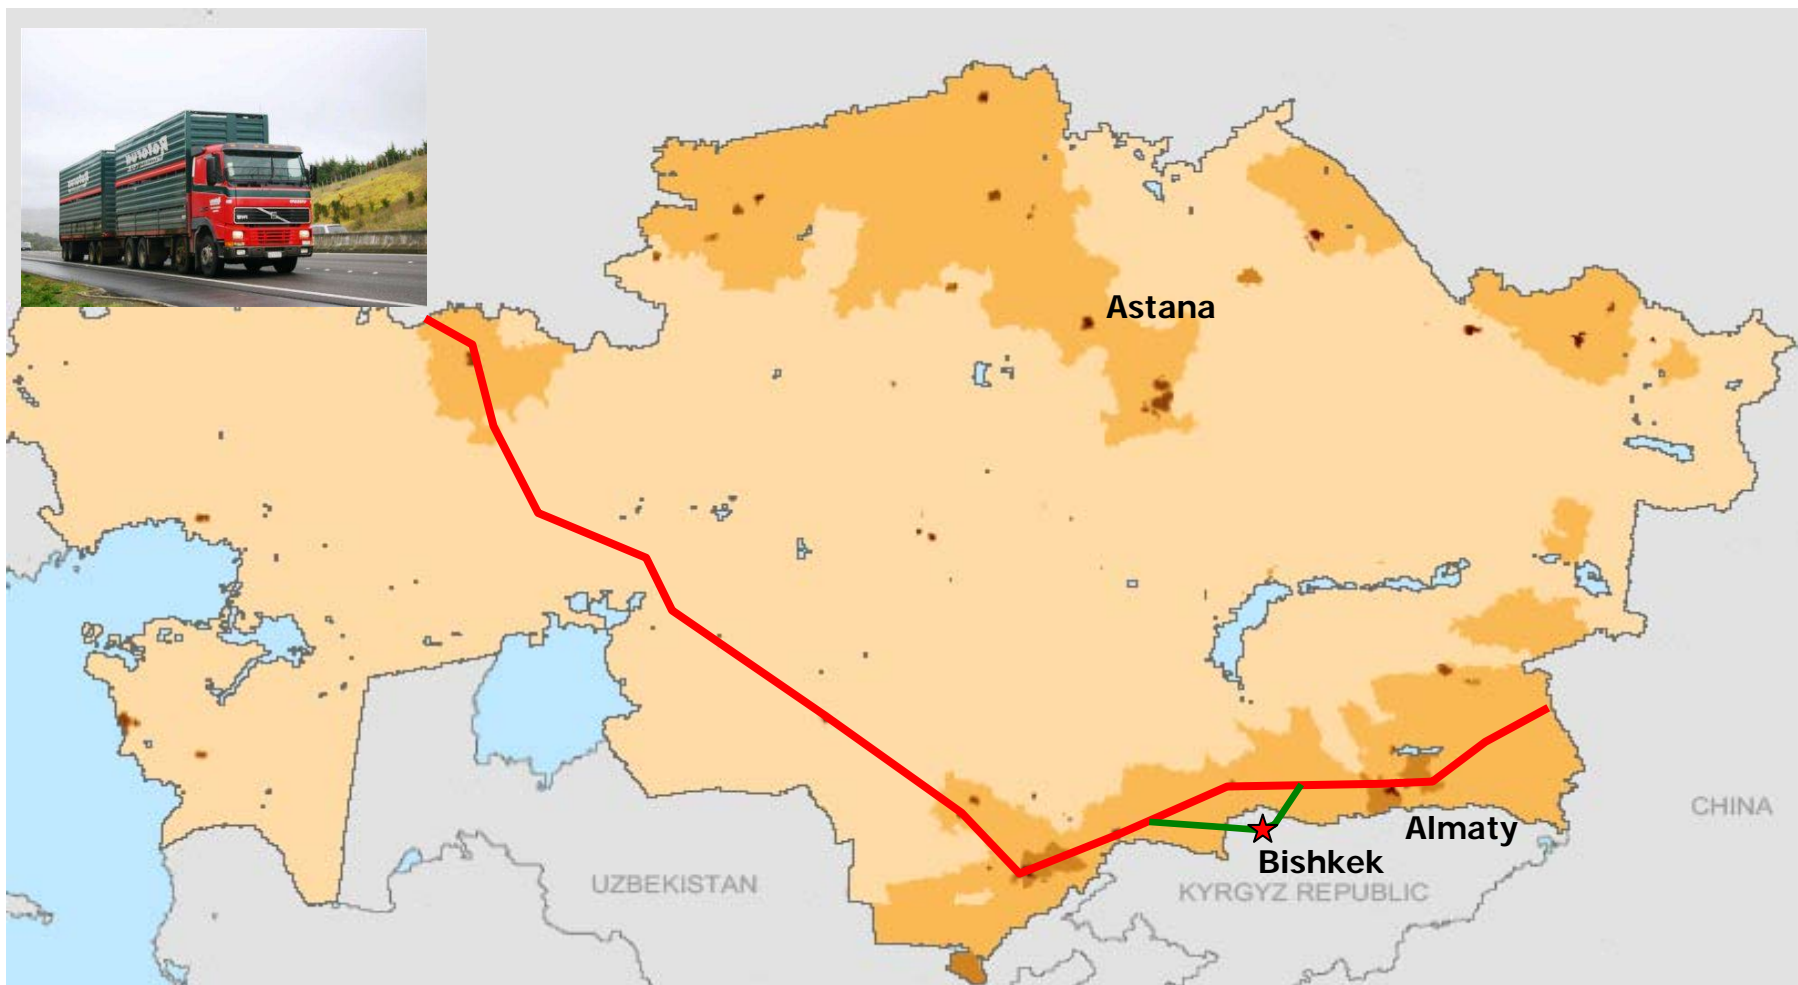 Astana
CHINA
Almaty
Bishkek
UZBEKISTAN
KYRGYZ REPUBLIC